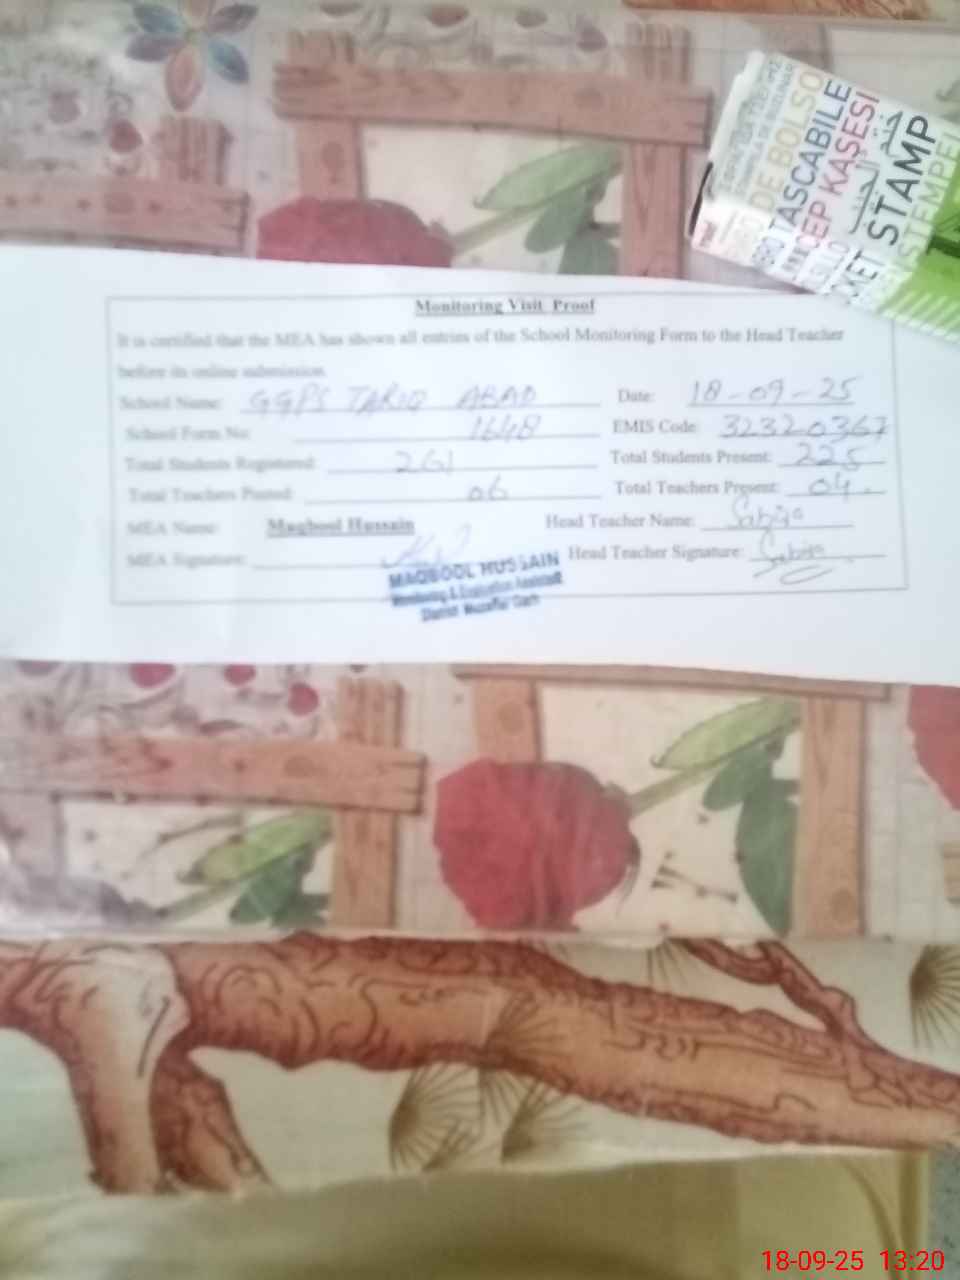 DE BOLSO
TASCABILE
CEP KAŞESİ
STAMP
STEMPEL
Monitoring Visit Proof
It is certified that the MEA has shown all entries of the School Monitoring Form to the Head Teacher
before its online submission.
School Name: GGPS TARIQ ABAD Date: 18-09-25
School Form No: 1648 EMIS Code: 32320367
Total Students Registered: 261 Total Students Present: 225
Total Teachers Posted: 06 Total Teachers Present: 04
MEA Name: Maqbool Hussain Head Teacher Name:
MEA Signature: Head Teacher Signature:
MAQBOOL HUSSAIN
Monitoring & Evaluation Assistant
District Muzaffar Garh
18-09-25 13:20